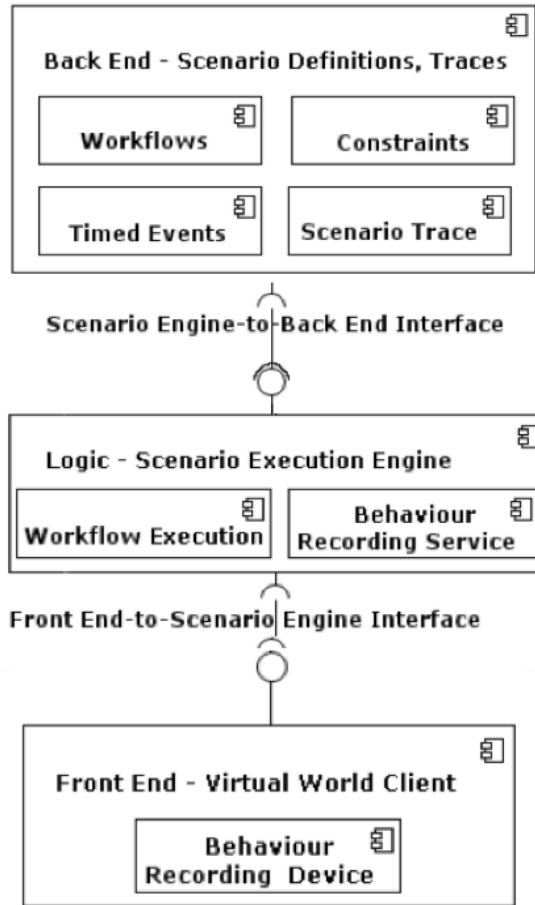 Back End - Scenario Definitions, Traces
Workflows
Constraints
Timed Events
Scenario Trace
Scenario Engine-to-Back End Interface
Logic - Scenario Execution Engine
Workflow Execution
Behaviour
Recording Service
Front End-to-Scenario Engine Interface
Front End - Virtual World Client
Behaviour
Recording Device